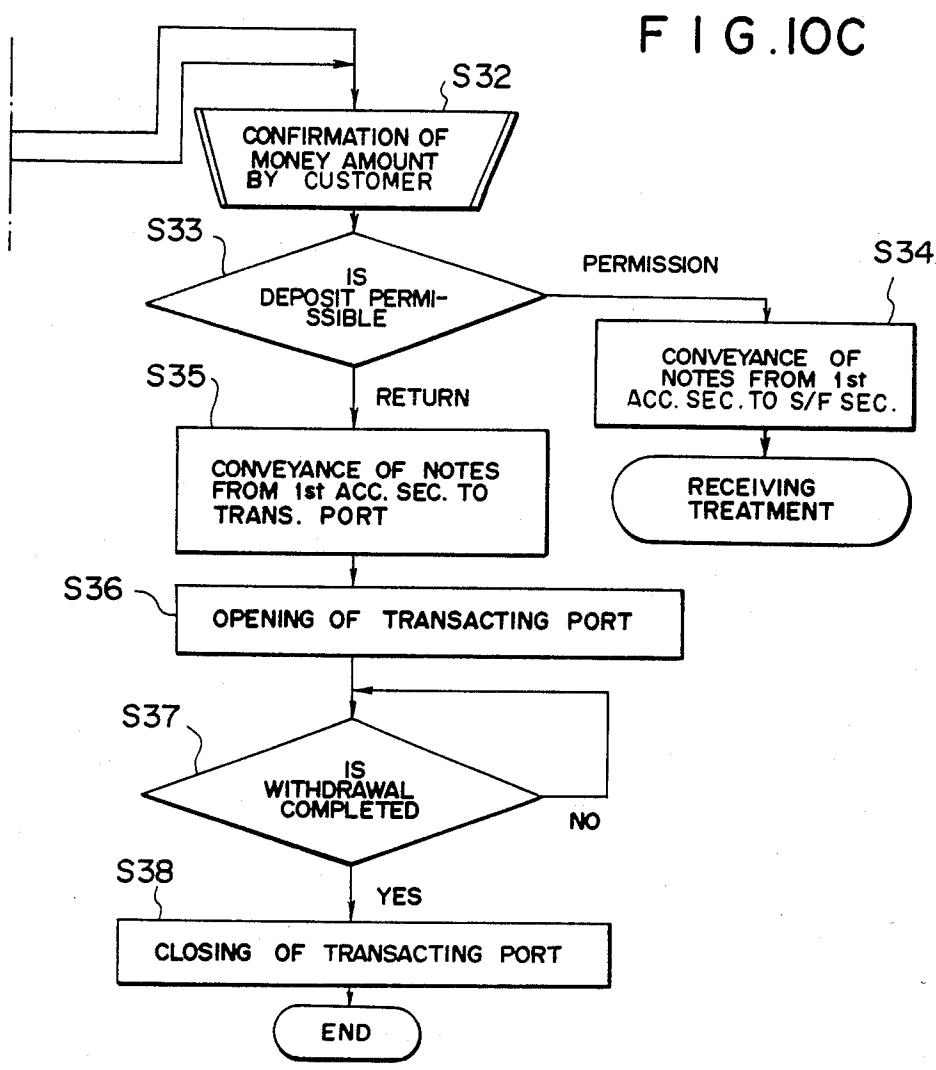 FIG.10C
S32
CONFIRMATION OF
MONEY AMOUNT
BY CUSTOMER
S33
IS
DEPOSIT PERMI-
SSIBLE
PERMISSION
S34
CONVEYANCE OF
NOTES FROM 1st
ACC. SEC. TO S/F SEC.
RECEIVING
TREATMENT
S35
RETURN
CONVEYANCE OF NOTES
FROM 1st ACC. SEC. TO
TRANS. PORT
S36
OPENING OF TRANSACTING PORT
S37
IS
WITHDRAWAL
COMPLETED
NO
YES
S38
CLOSING OF TRANSACTING PORT
END